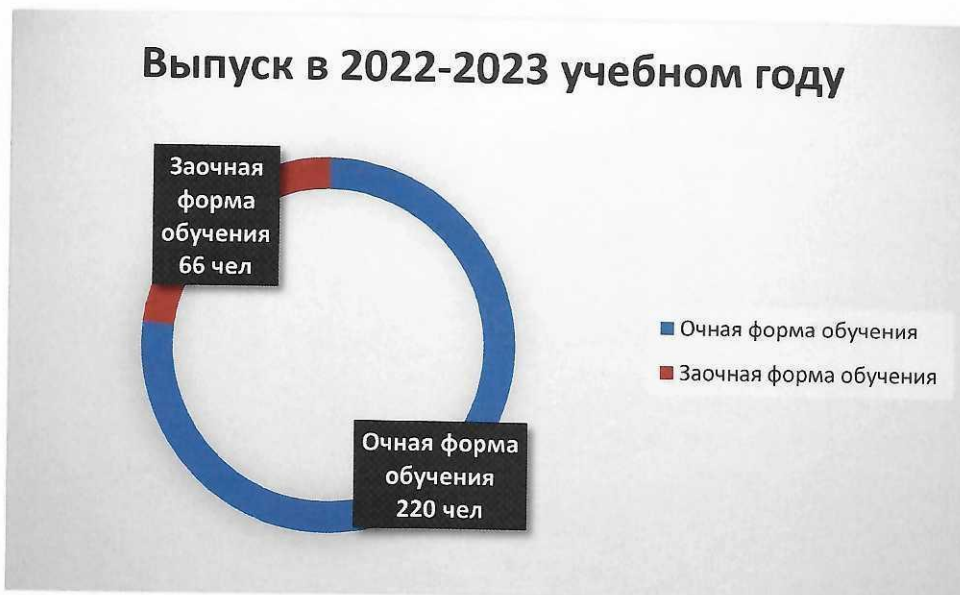 Выпуск в 2022-2023 учебном году
Заочная
форма
обучения
66 чел
Очная форма
обучения
220 чел
Очная форма обучения
Заочная форма обучения